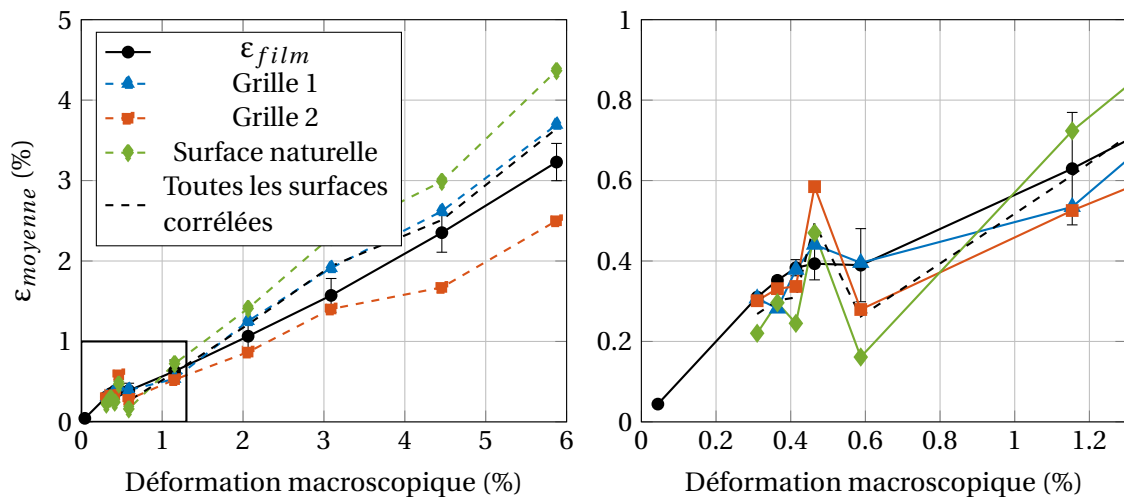 5
4
3
2
1
0
0
1
2
3
4
5
6
ε_moyenne (%)
Déformation macroscopique (%)
ε_film
Grille 1
Grille 2
Surface naturelle
Toutes les surfaces
corrélées
1
0.8
0.6
0.4
0.2
0
0
0.2
0.4
0.6
0.8
1
1.2
Déformation macroscopique (%)